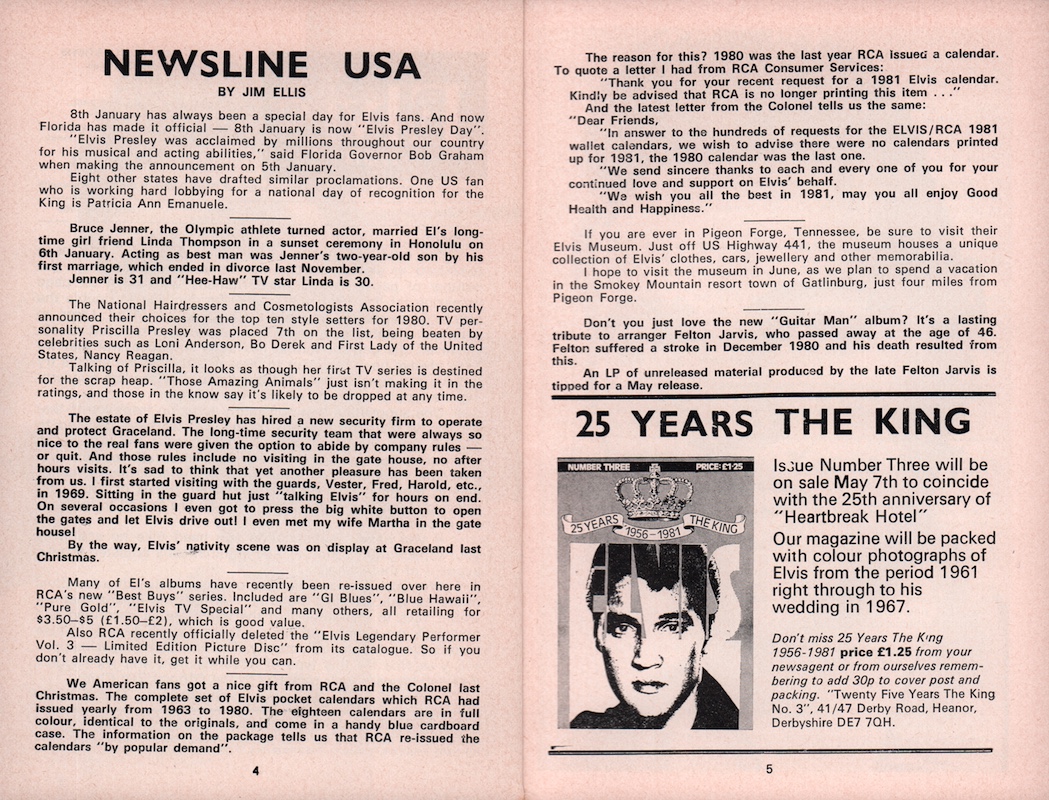 NEWSLINE USA
BY JIM ELLIS
8th January has always been a special day for Elvis fans. And now
Florida has made it official — 8th January is now "Elvis Presley Day".
"Elvis Presley was acclaimed by millions throughout our country
for his musical and acting abilities," said Florida Governor Bob Graham
when making the announcement on 5th January.
Eight other states have drafted similar proclamations. One US fan
who is working hard lobbying for a national day of recognition for the
King is Patricia Ann Emanuele.
Bruce Jenner, the Olympic athlete turned actor, married El's long-
time girl friend Linda Thompson in a sunset ceremony in Honolulu on
6th January. Acting as best man was Jenner's two-year-old son by his
first marriage, which ended in divorce last November.
Jenner is 31 and "Hee-Haw" TV star Linda is 30.
The National Hairdressers and Cosmetologists Association recently
announced their choices for the top ten style setters for 1980. TV per-
sonality Priscilla Presley was placed 7th on the list, being beaten by
celebrities such as Loni Anderson, Bo Derek and First Lady of the United
States, Nancy Reagan.
Talking of Priscilla, it looks as though her first TV series is destined
for the scrap heap. "Those Amazing Animals" just isn't making it in the
ratings, and those in the know say it's likely to be dropped at any time.
The estate of Elvis Presley has hired a new security firm to operate
and protect Graceland. The long-time security team that were always so
nice to the real fans were given the option to abide by company rules —
or quit. And those rules include no visiting in the gate house, no after
hours visits. It's sad to think that yet another pleasure has been taken
from us. I first started visiting with the guards, Vester, Fred, Harold, etc.,
in 1969. Sitting in the guard hut just "talking Elvis" for hours on end.
On several occasions I even got to press the big white button to open
the gates and let Elvis drive out! I even met my wife Martha in the gate
house!
By the way, Elvis' nativity scene was on display at Graceland last
Christmas.
Many of El's albums have recently been re-issued over here in
RCA's new "Best Buys" series. Included are "GI Blues", "Blue Hawaii",
"Pure Gold", "Elvis TV Special" and many others, all retailing for
$3.50–$5 (£1.50–£2), which is good value.
Also RCA recently officially deleted the "Elvis Legendary Performer
Vol. 3 — Limited Edition Picture Disc" from its catalogue. So if you
don't already have it, get it while you can.
We American fans got a nice gift from RCA and the Colonel last
Christmas. The complete set of Elvis pocket calendars which RCA had
issued yearly from 1963 to 1980. The eighteen calendars are in full
colour, identical to the originals, and come in a handy blue cardboard
case. The information on the package tells us that RCA re-issued the
calendars "by popular demand".
4
The reason for this? 1980 was the last year RCA issued a calendar.
To quote a letter I had from RCA Consumer Services:
"Thank you for your recent request for a 1981 Elvis calendar.
Kindly be advised that RCA is no longer printing this item . . ."
And the latest letter from the Colonel tells us the same:
"Dear Friends,
"In answer to the hundreds of requests for the ELVIS/RCA 1981
wallet calendars, we wish to advise there were no calendars printed
up for 1981, the 1980 calendar was the last one.
"We send sincere thanks to each and every one of you for your
continued love and support on Elvis' behalf.
"We wish you all the best in 1981, may you all enjoy Good
Health and Happiness."
If you are ever in Pigeon Forge, Tennessee, be sure to visit their
Elvis Museum. Just off US Highway 441, the museum houses a unique
collection of Elvis' clothes, cars, jewellery and other memorabilia.
I hope to visit the museum in June, as we plan to spend a vacation
in the Smokey Mountain resort town of Gatlinburg, just four miles from
Pigeon Forge.
Don't you just love the new "Guitar Man" album? It's a lasting
tribute to arranger Felton Jarvis, who passed away at the age of 46.
Felton suffered a stroke in December 1980 and his death resulted from
this.
An LP of unreleased material produced by the late Felton Jarvis is
tipped for a May release.
25 YEARS THE KING
NUMBER THREE PRICE: £1·25
25 YEARS THE KING
1956–1981
ELVIS
Issue Number Three will be
on sale May 7th to coincide
with the 25th anniversary of
"Heartbreak Hotel"
Our magazine will be packed
with colour photographs of
Elvis from the period 1961
right through to his
wedding in 1967.
Don't miss 25 Years The King
1956-1981 price £1.25 from your
newsagent or from ourselves remem-
bering to add 30p to cover post and
packing. "Twenty Five Years The King
No. 3", 41/47 Derby Road, Heanor,
Derbyshire DE7 7QH.
5